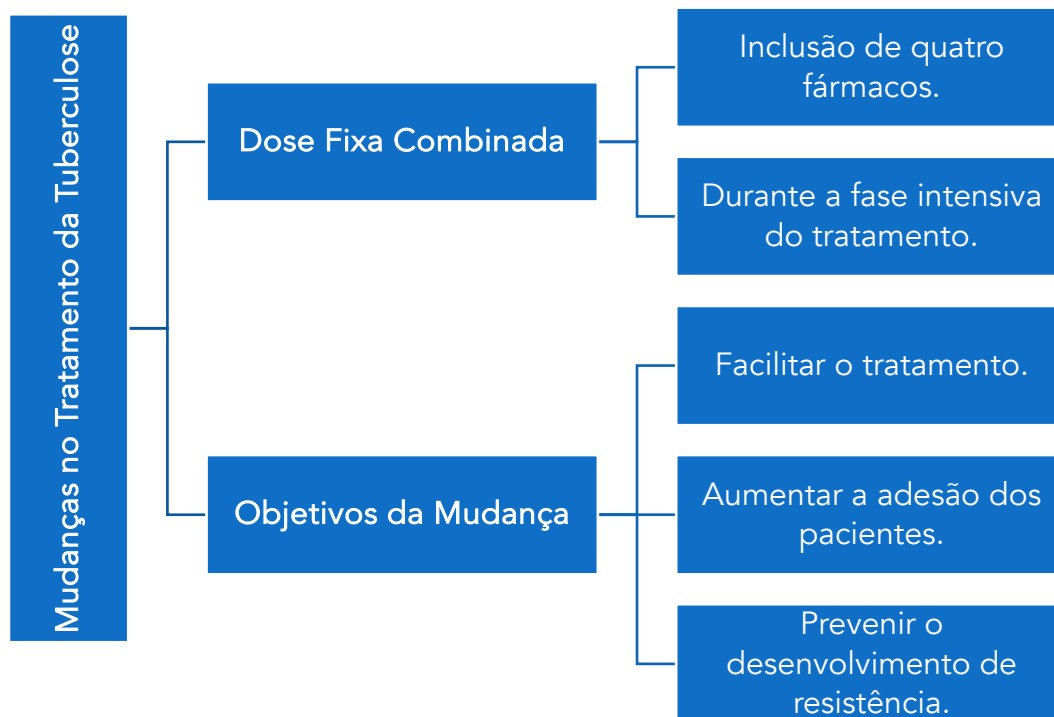 Mudanças no Tratamento da Tuberculose
Dose Fixa Combinada
Inclusão de quatro
fármacos.
Durante a fase intensiva
do tratamento.
Objetivos da Mudança
Facilitar o tratamento.
Aumentar a adesão dos
pacientes.
Prevenir o
desenvolvimento de
resistência.